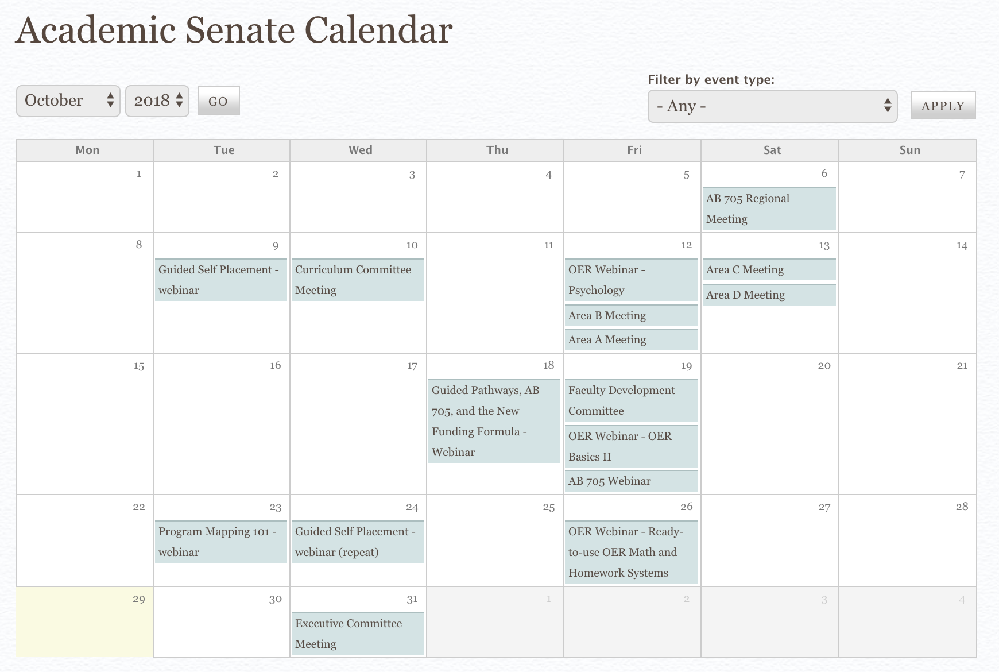 Academic Senate Calendar
Filter by event type:
October 2018 GO - Any - APPLY
Mon Tue Wed Thu Fri Sat Sun
1 2 3 4 5 6 7
AB 705 Regional
Meeting
8 9 10 11 12 13 14
Guided Self Placement -
webinar
Curriculum Committee
Meeting
OER Webinar -
Psychology
Area B Meeting
Area A Meeting
Area C Meeting
Area D Meeting
15 16 17 18 19 20 21
Guided Pathways, AB
705, and the New
Funding Formula -
Webinar
Faculty Development
Committee
OER Webinar - OER
Basics II
AB 705 Webinar
22 23 24 25 26 27 28
Program Mapping 101 -
webinar
Guided Self Placement -
webinar (repeat)
OER Webinar - Ready-
to-use OER Math and
Homework Systems
29 30 31 1 2 3 4
Executive Committee
Meeting